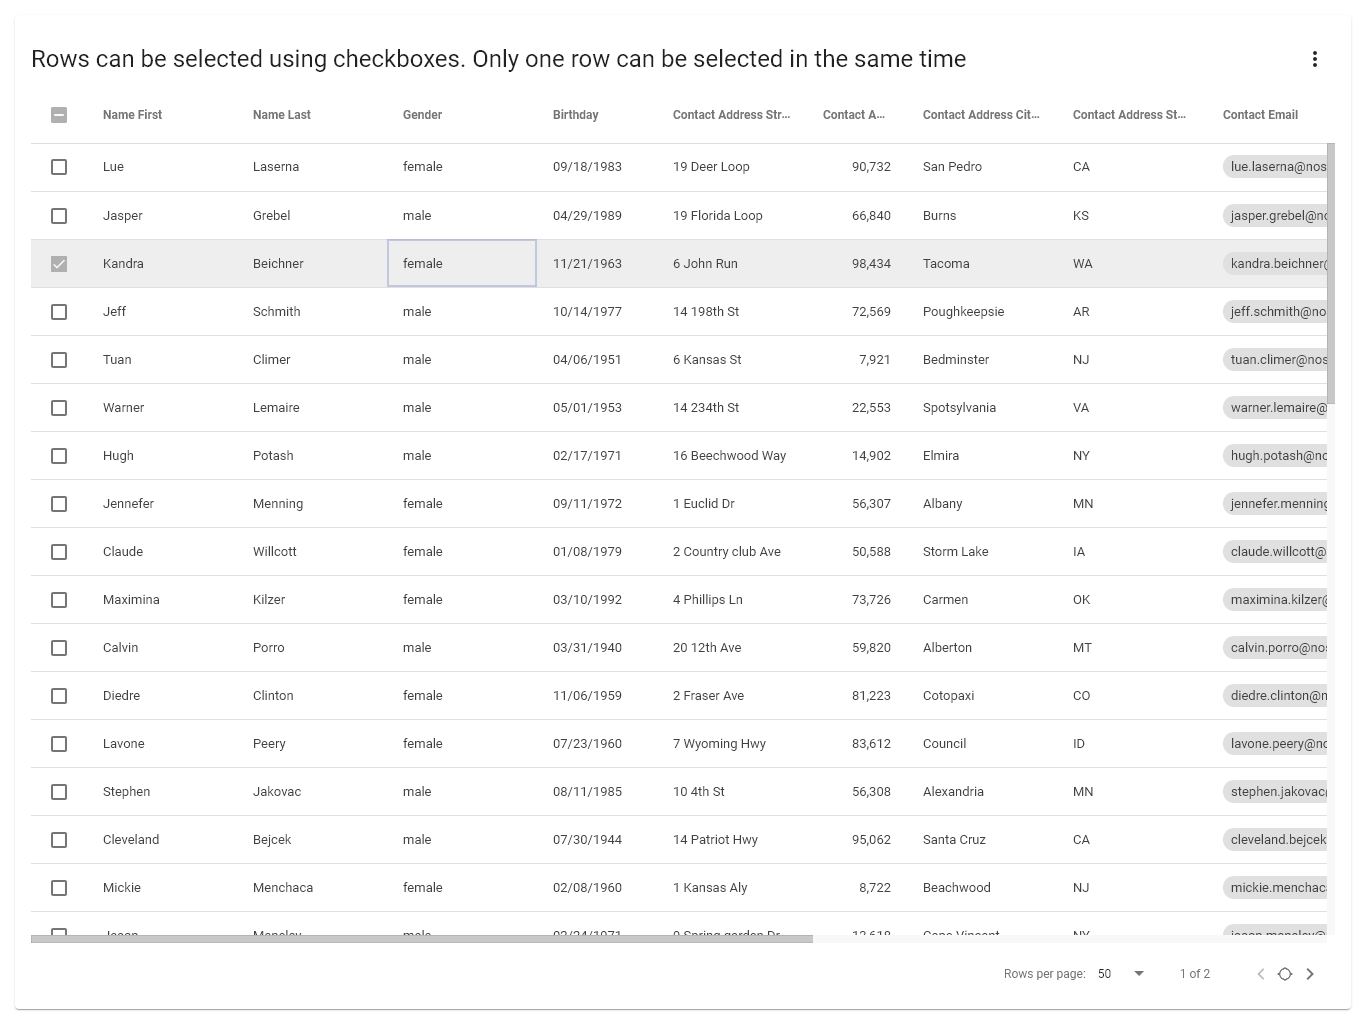 Rows can be selected using checkboxes. Only one row can be selected in the same time
Name First Name Last Gender Birthday Contact Address Str... Contact A... Contact Address Cit... Contact Address St... Contact Email
Lue Laserna female 09/18/1983 19 Deer Loop 90,732 San Pedro CA lue.laserna@nos
Jasper Grebel male 04/29/1989 19 Florida Loop 66,840 Burns KS jasper.grebel@no
Kandra Beichner female 11/21/1963 6 John Run 98,434 Tacoma WA kandra.beichner@
Jeff Schmith male 10/14/1977 14 198th St 72,569 Poughkeepsie AR jeff.schmith@no
Tuan Climer male 04/06/1951 6 Kansas St 7,921 Bedminster NJ tuan.climer@nos
Warner Lemaire male 05/01/1953 14 234th St 22,553 Spotsylvania VA warner.lemaire@
Hugh Potash male 02/17/1971 16 Beechwood Way 14,902 Elmira NY hugh.potash@no
Jennefer Menning female 09/11/1972 1 Euclid Dr 56,307 Albany MN jennefer.menning
Claude Willcott female 01/08/1979 2 Country club Ave 50,588 Storm Lake IA claude.willcott@
Maximina Kilzer female 03/10/1992 4 Phillips Ln 73,726 Carmen OK maximina.kilzer@
Calvin Porro male 03/31/1940 20 12th Ave 59,820 Alberton MT calvin.porro@nos
Diedre Clinton female 11/06/1959 2 Fraser Ave 81,223 Cotopaxi CO diedre.clinton@n
Lavone Peery female 07/23/1960 7 Wyoming Hwy 83,612 Council ID lavone.peery@no
Stephen Jakovac male 08/11/1985 10 4th St 56,308 Alexandria MN stephen.jakovac@
Cleveland Bejcek male 07/30/1944 14 Patriot Hwy 95,062 Santa Cruz CA cleveland.bejcek
Mickie Menchaca female 02/08/1960 1 Kansas Aly 8,722 Beachwood NJ mickie.menchac
Jason male Spring garden Dr Cape Vincent NY
Rows per page: 50 1 of 2